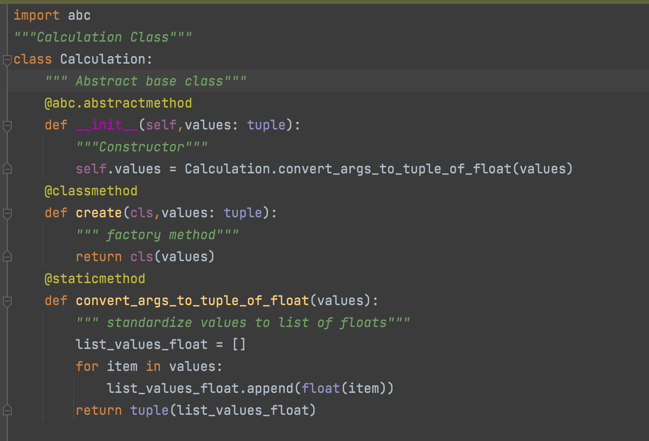 import abc
"""Calculation Class"""
class Calculation:
    """ Abstract base class"""
    @abc.abstractmethod
    def __init__(self,values: tuple):
        """Constructor"""
        self.values = Calculation.convert_args_to_tuple_of_float(values)
    @classmethod
    def create(cls,values: tuple):
        """ factory method"""
        return cls(values)
    @staticmethod
    def convert_args_to_tuple_of_float(values):
        """ standardize values to list of floats"""
        list_values_float = []
        for item in values:
            list_values_float.append(float(item))
        return tuple(list_values_float)